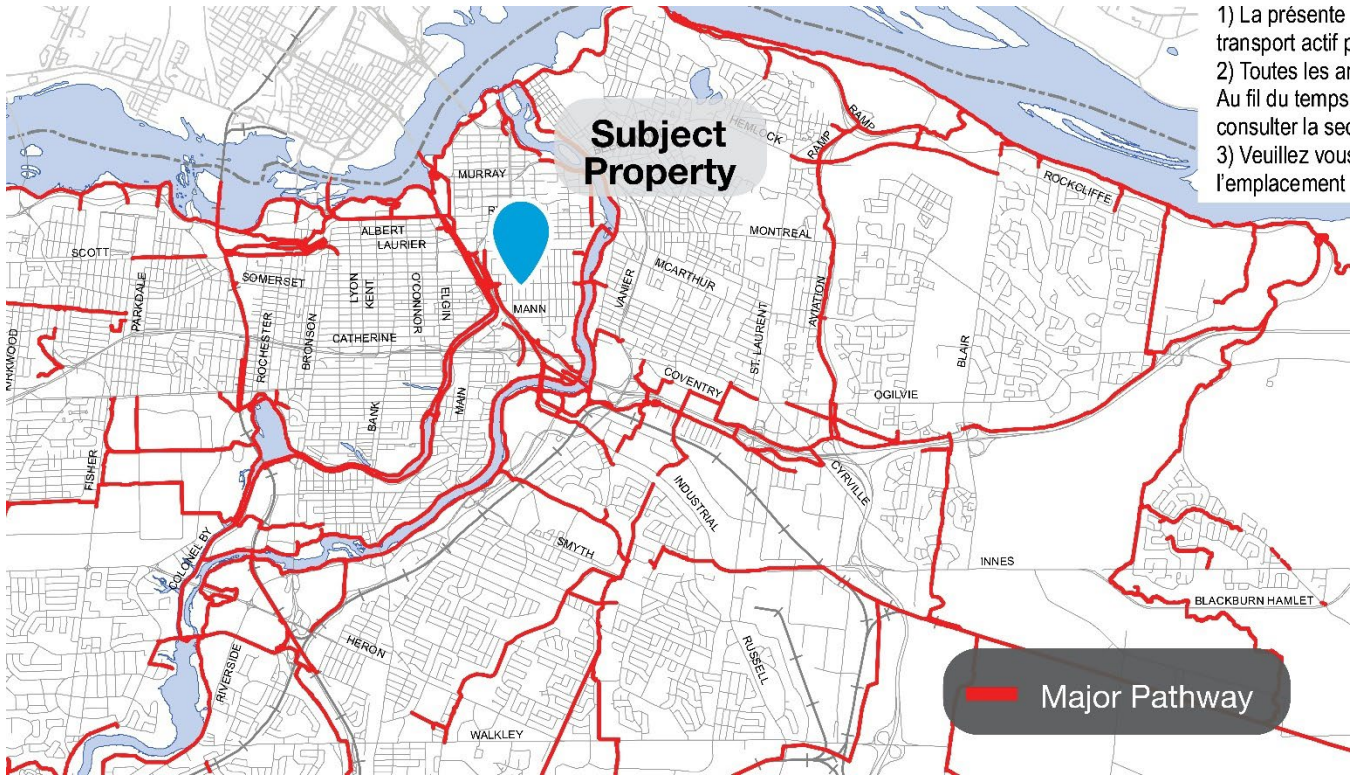 1) La présente
transport actif p
2) Toutes les a
Au fil du temps
consulter la sec
3) Veuillez vous
l'emplacement
Subject
Property
HEMLOCK
RAMP
RAMP
MURRAY
ROCKCLIFFE
ALBERT
LAURIER
MONTREAL
SCOTT
SOMERSET
PARKDALE
LYON
KENT
O'CONNOR
ELGIN
MCARTHUR
VANIER
MANN
ST. LAURENT
AVIATION
BLAIR
KIRKWOOD
ROCHESTER
BRONSON
CATHERINE
COVENTRY
OGILVIE
BANK
MAIN
FISHER
CYRVILLE
INDUSTRIAL
COLONEL BY
SMYTH
INNES
BLACKBURN HAMLET
HERON
RIVERSIDE
RUSSELL
WALKLEY
Major Pathway